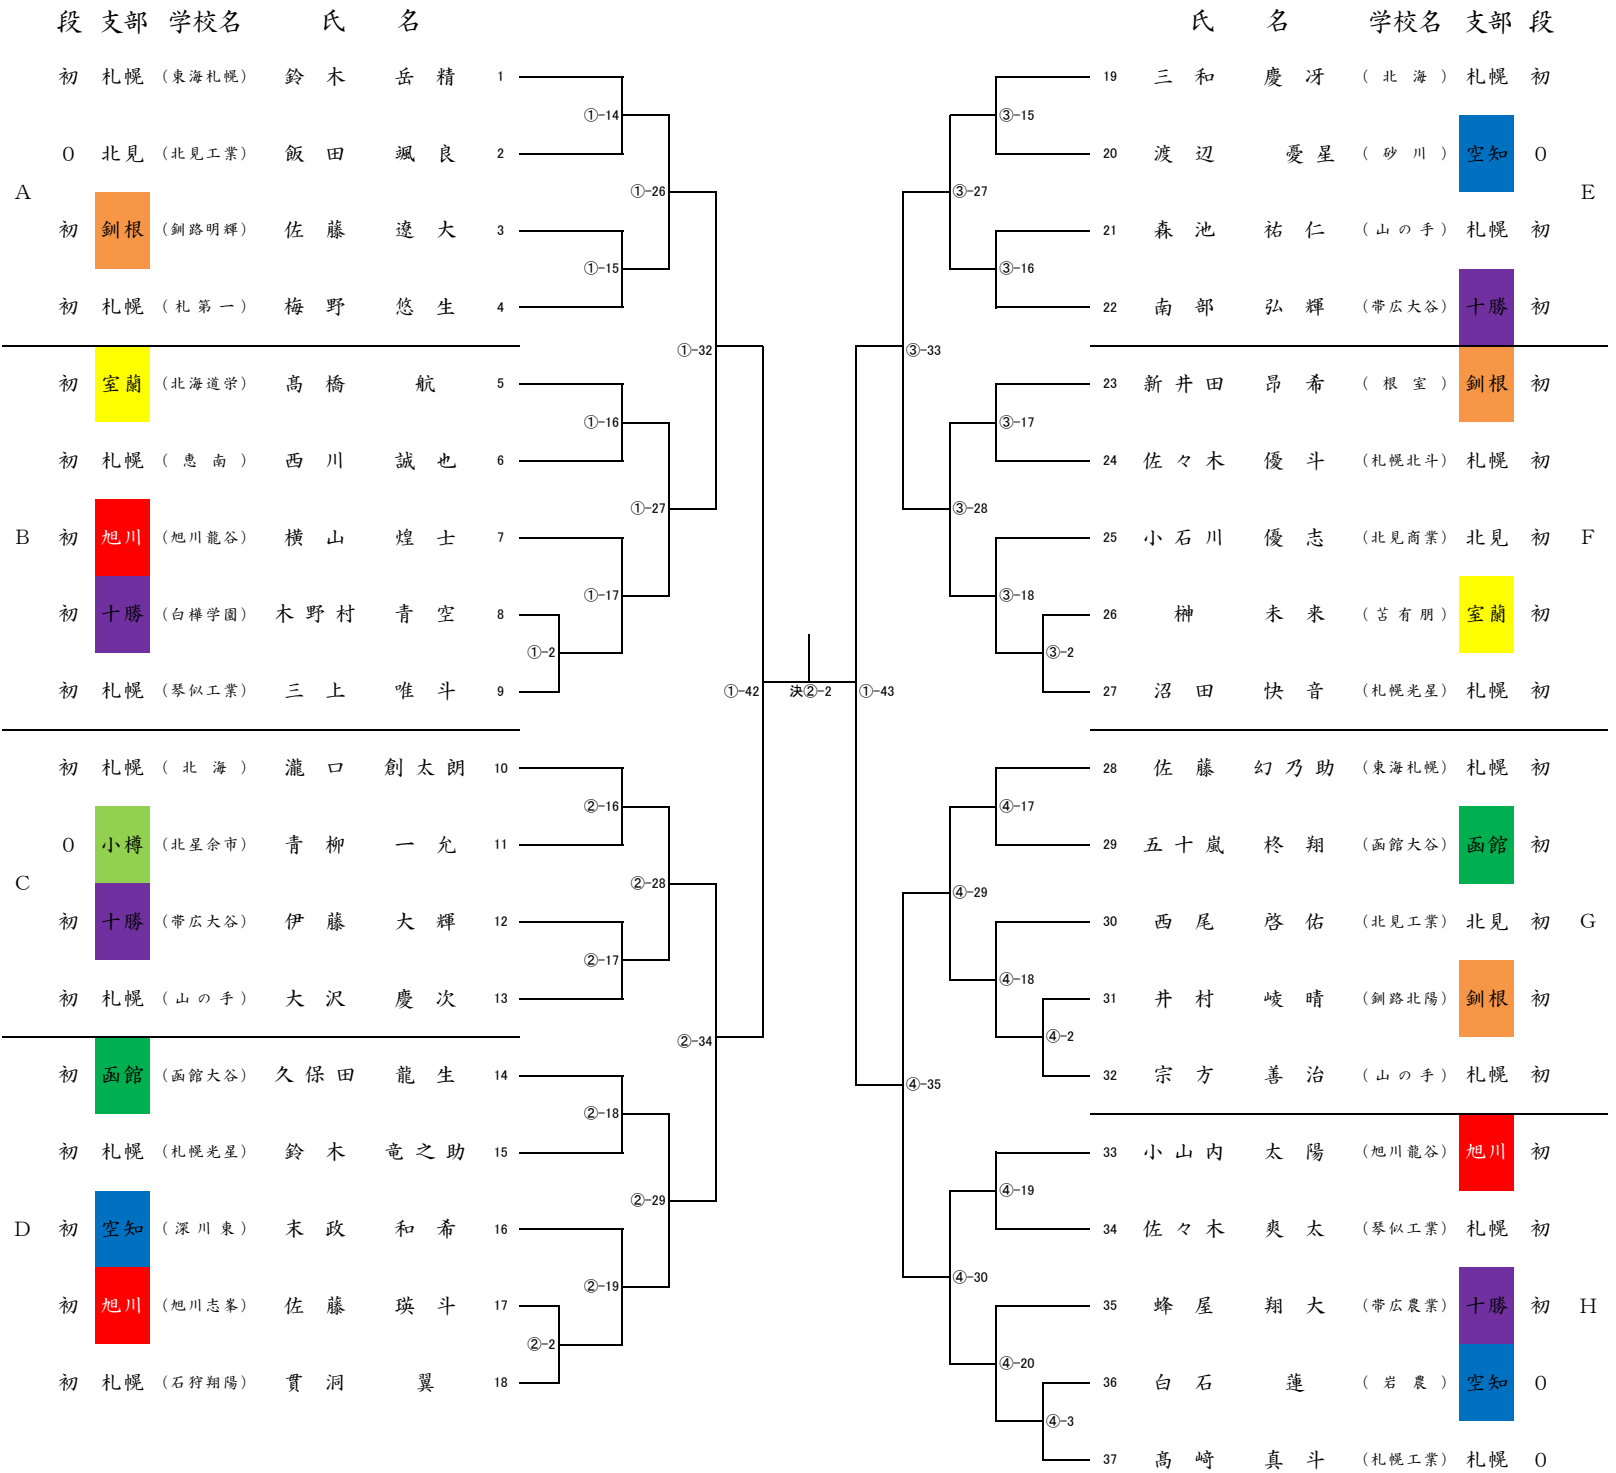 段 支部 学校名 氏 名 氏 名 学校名 支部 段
初 札幌 (東海札幌) 鈴木 岳精 1 19 三和 慶冴 (北海) 札幌 初
①-14 ③-15
0 北見 (北見工業) 飯田 颯良 2 20 渡辺 憂星 (砂川) 空知 0
A ①-26 ③-27 E
初 釧根 (釧路明輝) 佐藤 遼大 3 21 森池 祐仁 (山の手) 札幌 初
①-15 ③-16
初 札幌 (札第一) 梅野 悠生 4 22 南部 弘輝 (帯広大谷) 十勝 初
①-32 ③-33
初 室蘭 (北海道栄) 髙橋 航 5 23 新井田 昂希 (根室) 釧根 初
①-16 ③-17
初 札幌 (恵南) 西川 誠也 6 24 佐々木 優斗 (札幌北斗) 札幌 初
①-27 ③-28
B 初 旭川 (旭川龍谷) 横山 煌士 7 25 小石川 優志 (北見商業) 北見 初 F
①-17 ③-18
初 十勝 (白樺学園) 木野村 青空 8 26 榊 未来 (苫有朋) 室蘭 初
①-2 ③-2
初 札幌 (琴似工業) 三上 唯斗 9 ①-42 決②-2 ①-43 27 沼田 快音 (札幌光星) 札幌 初
初 札幌 (北海) 瀧口 創太朗 10 28 佐藤 幻乃助 (東海札幌) 札幌 初
②-16 ④-17
0 小樽 (北星余市) 青柳 一允 11 29 五十嵐 柊翔 (函館大谷) 函館 初
C ②-28 ④-29
初 十勝 (帯広大谷) 伊藤 大輝 12 30 西尾 啓佑 (北見工業) 北見 初 G
②-17 ④-18
初 札幌 (山の手) 大沢 慶次 13 31 井村 崚晴 (釧路北陽) 釧根 初
②-34 ④-2
初 函館 (函館大谷) 久保田 龍生 14 ④-35 32 宗方 善治 (山の手) 札幌 初
②-18
初 札幌 (札幌光星) 鈴木 竜之助 15 33 小山内 太陽 (旭川龍谷) 旭川 初
②-29 ④-19
D 初 空知 (深川東) 末政 和希 16 34 佐々木 爽太 (琴似工業) 札幌 初
②-19 ④-30
初 旭川 (旭川志峯) 佐藤 瑛斗 17 35 蜂屋 翔大 (帯広農業) 十勝 初 H
②-2 ④-20
初 札幌 (石狩翔陽) 貫洞 翼 18 36 白石 蓮 (岩農) 空知 0
④-3
37 髙﨑 真斗 (札幌工業) 札幌 0